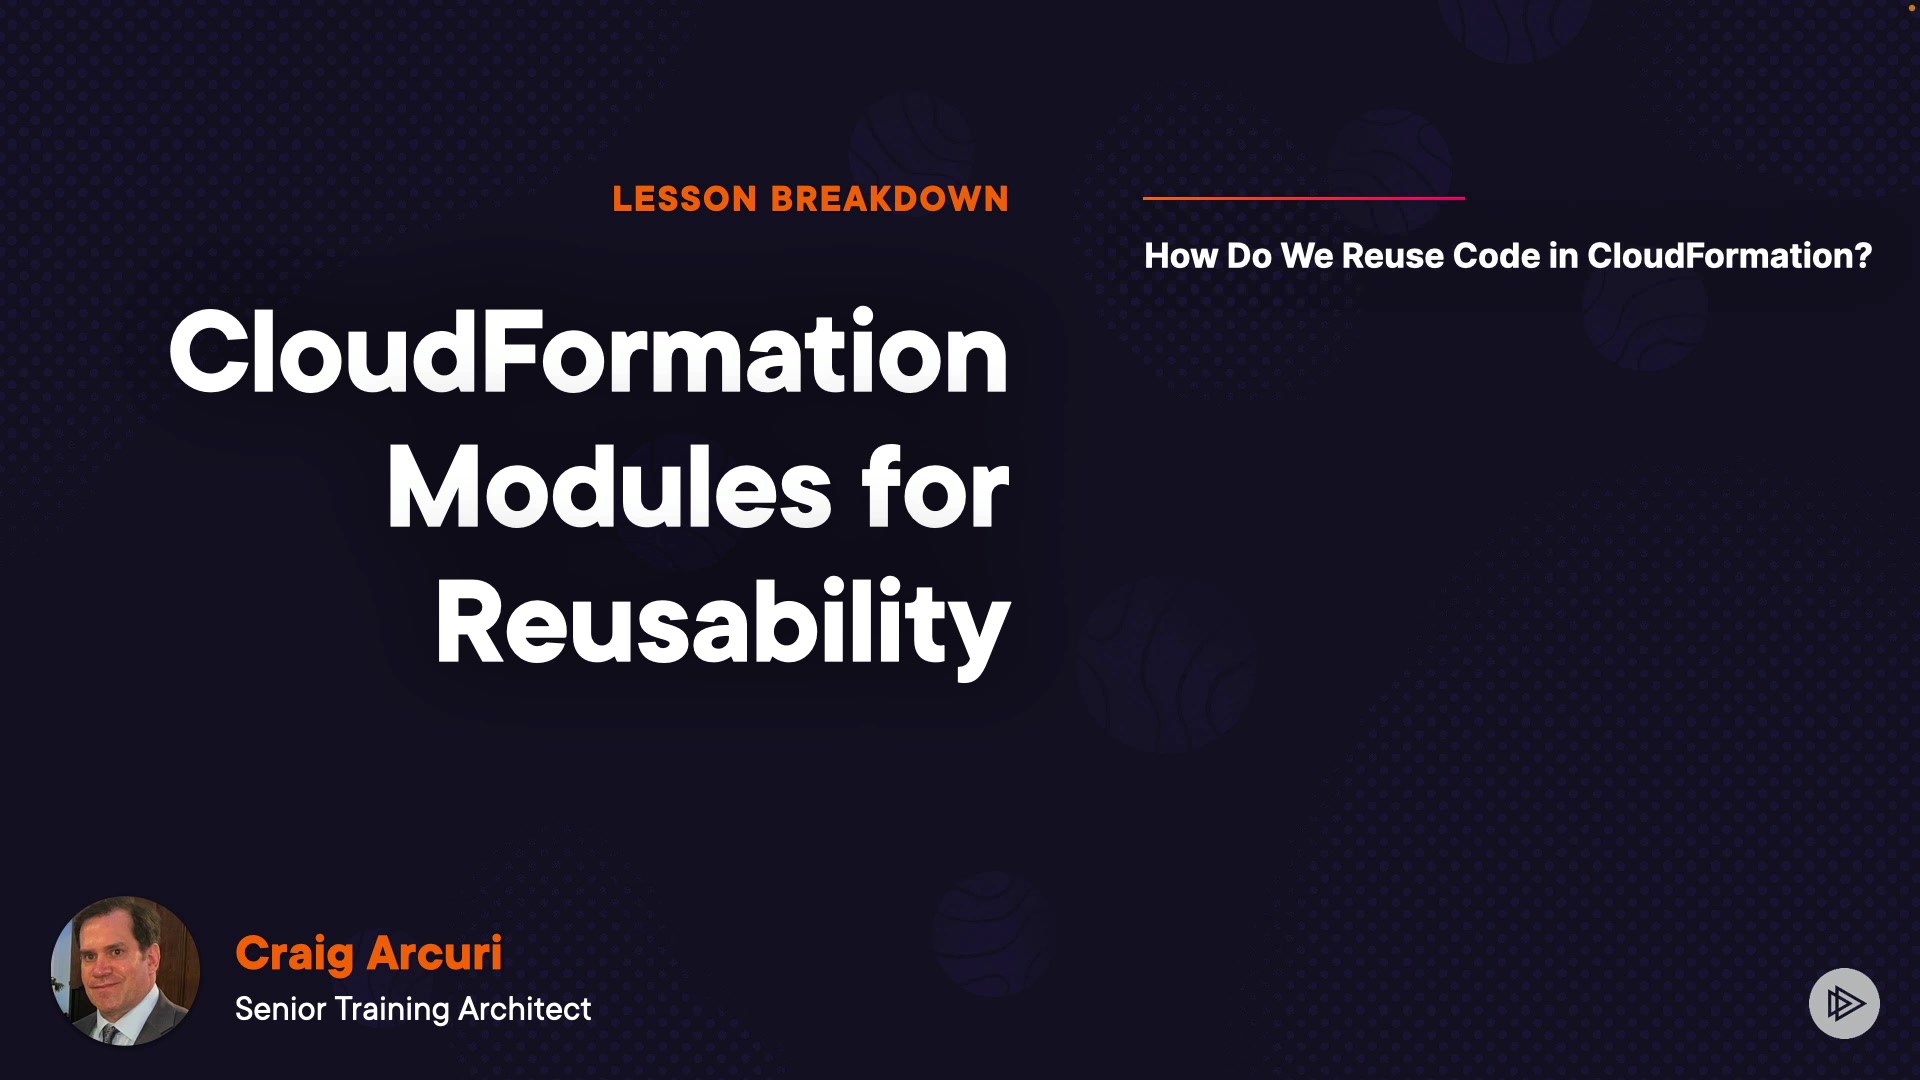 LESSON BREAKDOWN
CloudFormation
Modules for
Reusability
How Do We Reuse Code in CloudFormation?
Craig Arcuri
Senior Training Architect